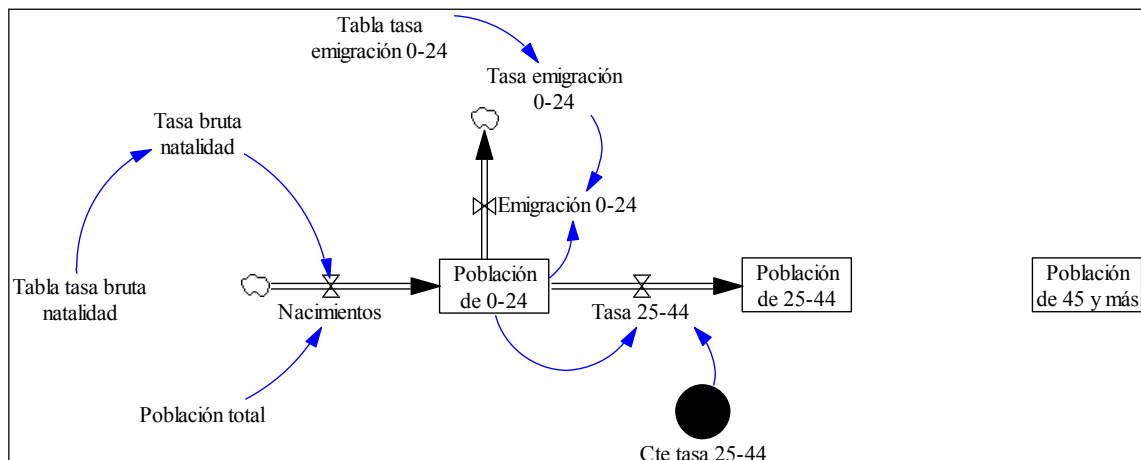 Tabla tasa
emigración 0-24
Tasa emigración
0-24
Tasa bruta
natalidad
Emigración 0-24
Tabla tasa bruta
natalidad
Nacimientos
Población
de 0-24
Tasa 25-44
Población
de 25-44
Población
de 45 y más
Población total
Cte tasa 25-44